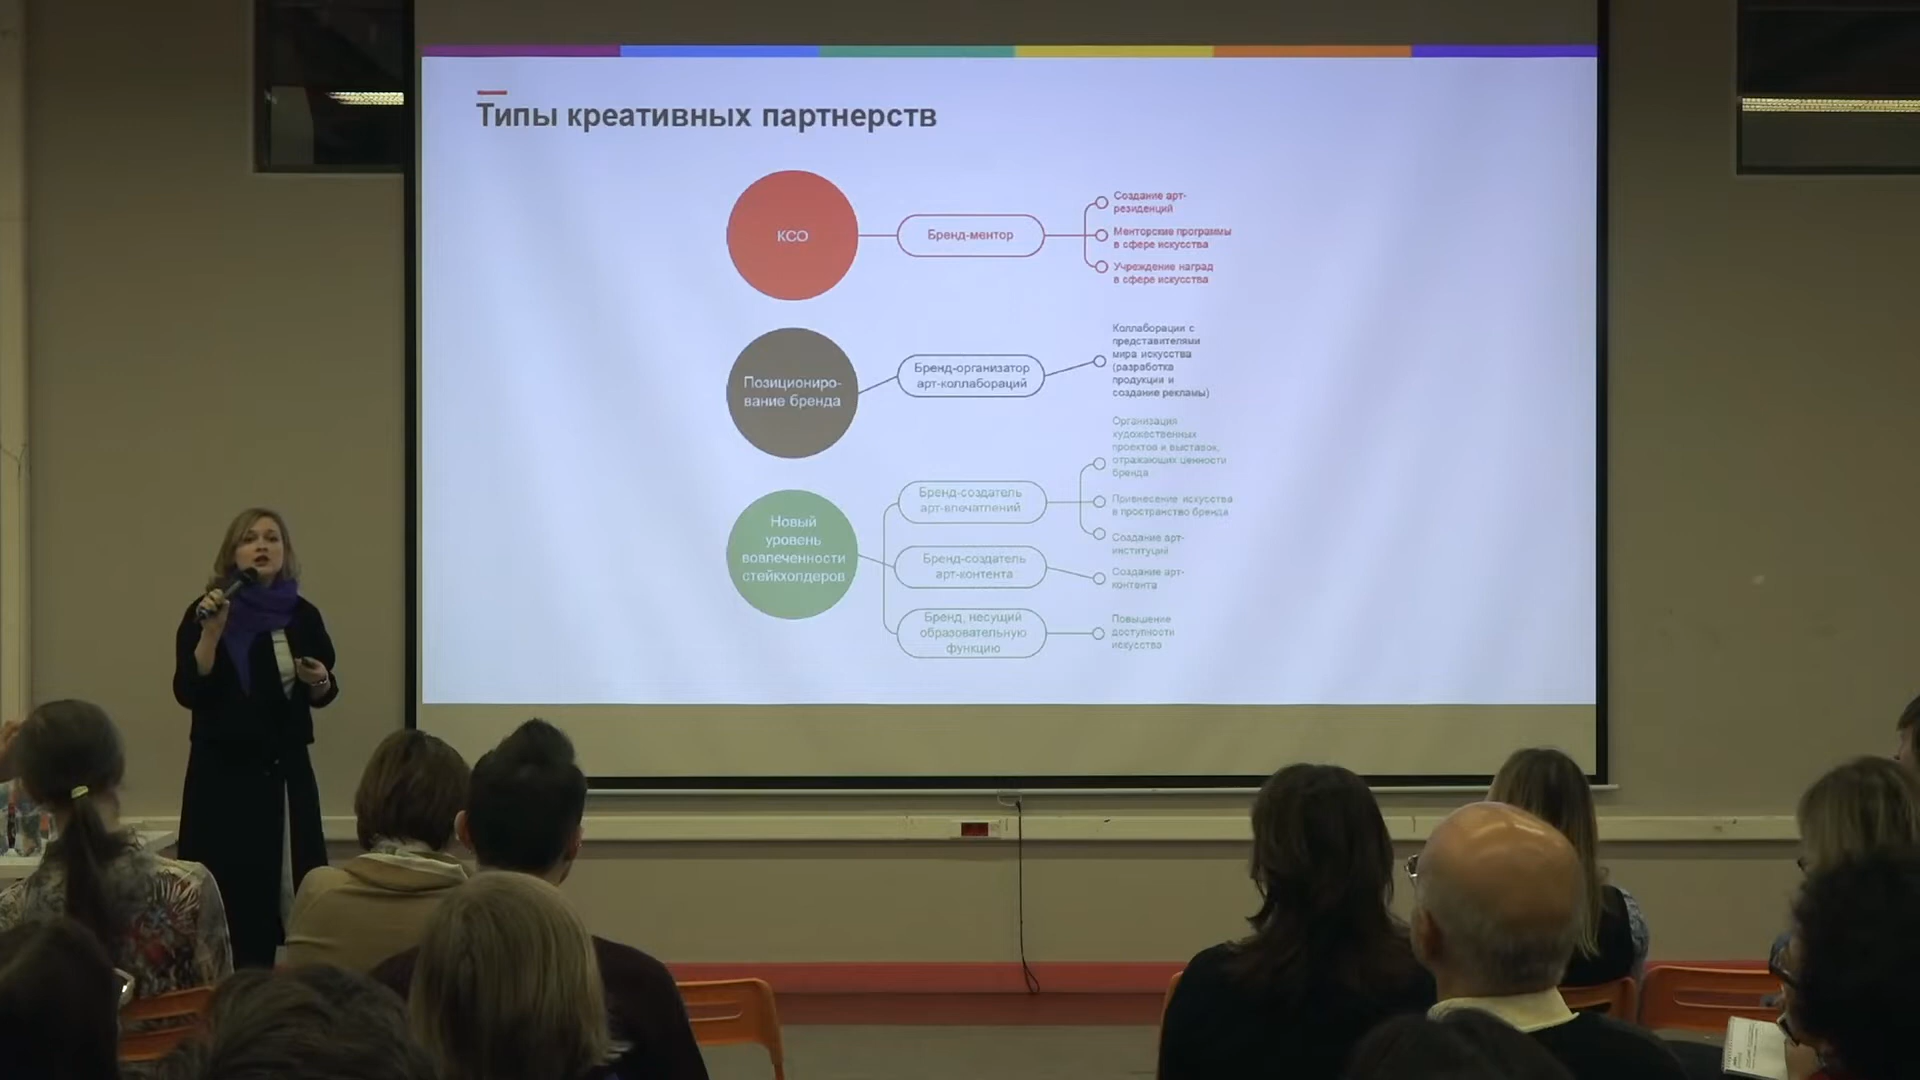 Типы креативных партнерств
КСО
Бренд-ментор
Создание арт-
резиденций
Менторские программы
в сфере искусства
Учреждение наград
в сфере искусства
Позициониро-
вание бренда
Бренд-организатор
арт-коллабораций
Коллаборации с
представителями
мира искусства
(разработка
продукции и
создание рекламы)
Новый
уровень
вовлеченности
стейкхолдеров
Бренд-создатель
арт-впечатлений
Организация
художественных
проектов и выставок,
отражающих ценности
бренда
Привнесение искусства
в пространство бренда
Создание арт-
институций
Бренд-создатель
арт-контента
Создание арт-
контента
Бренд, несущий
образовательную
функцию
Повышение
доступности
искусства